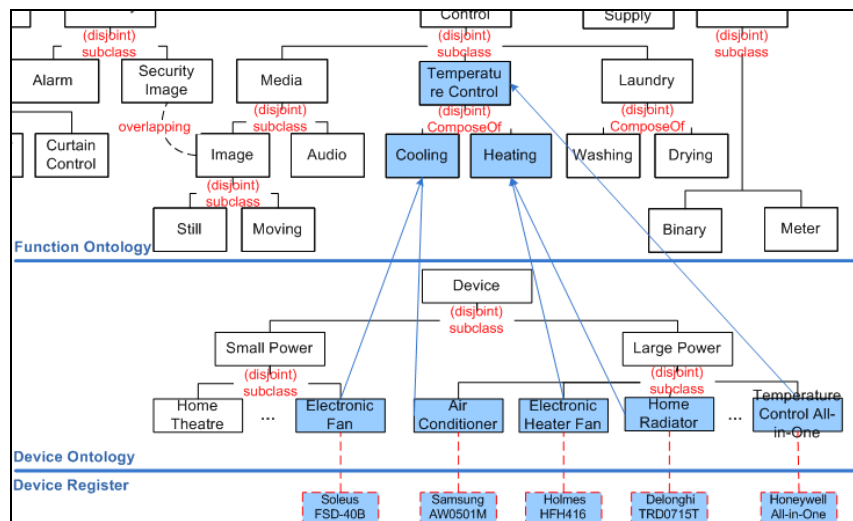 Control
Supply
(disjoint)
subclass
(disjoint)
subclass
(disjoint)
subclass
Alarm
Security
Image
Media
Temperatu
re Control
Laundry
overlapping
(disjoint)
subclass
(disjoint)
ComposeOf
(disjoint)
ComposeOf
Curtain
Control
Image
Audio
Cooling
Heating
Washing
Drying
(disjoint)
subclass
Still
Moving
Binary
Meter
Function Ontology
Device
(disjoint)
subclass
Small Power
Large Power
(disjoint)
subclass
(disjoint)
subclass
Home
Theatre
...
Electronic
Fan
Air
Conditioner
Electronic
Heater Fan
Home
Radiator
...
Temperature
Control All-
in-One
Device Ontology
Device Register
Soleus
FSD-40B
Samsung
AW0501M
Holmes
HFH416
Delonghi
TRD0715T
Honeywell
All-in-One